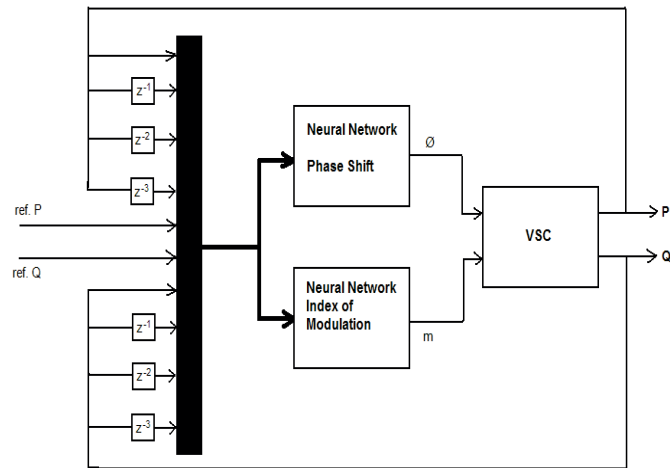 z⁻¹
z⁻²
z⁻³
ref. P
ref. Q
z⁻¹
z⁻²
z⁻³
Neural Network
Phase Shift
Ø
Neural Network
Index of
Modulation
m
VSC
P
Q